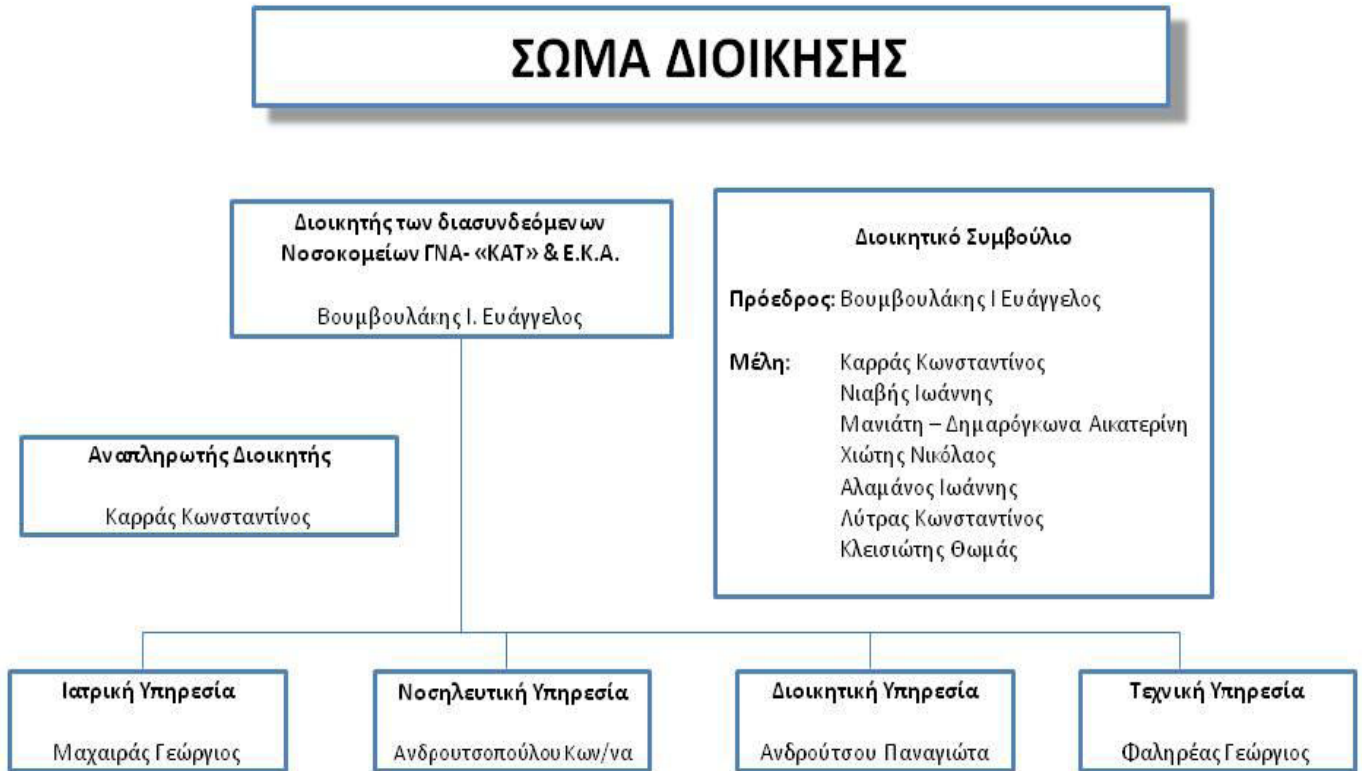 ΣΩΜΑ ΔΙΟΙΚΗΣΗΣ
Διοικητής των διασυνδεόμενων
Νοσοκομείων ΓΝΑ- «ΚΑΤ» & Ε.Κ.Α.
Βουμβουλάκης Ι. Ευάγγελος
Διοικητικό Συμβούλιο
Πρόεδρος: Βουμβουλάκης Ι Ευάγγελος
Μέλη: Καρράς Κωνσταντίνος
Νιαβής Ιωάννης
Μανιάτη – Δημαρόγκωνα Αικατερίνη
Χιώτης Νικόλαος
Αλαμάνος Ιωάννης
Λύτρας Κωνσταντίνος
Κλεισιώτης Θωμάς
Αναπληρωτής Διοικητής
Καρράς Κωνσταντίνος
Ιατρική Υπηρεσία
Μαχαιράς Γεώργιος
Νοσηλευτική Υπηρεσία
Ανδρουτσοπούλου Κων/να
Διοικητική Υπηρεσία
Ανδρούτσου Παναγιώτα
Τεχνική Υπηρεσία
Φαληρέας Γεώργιος